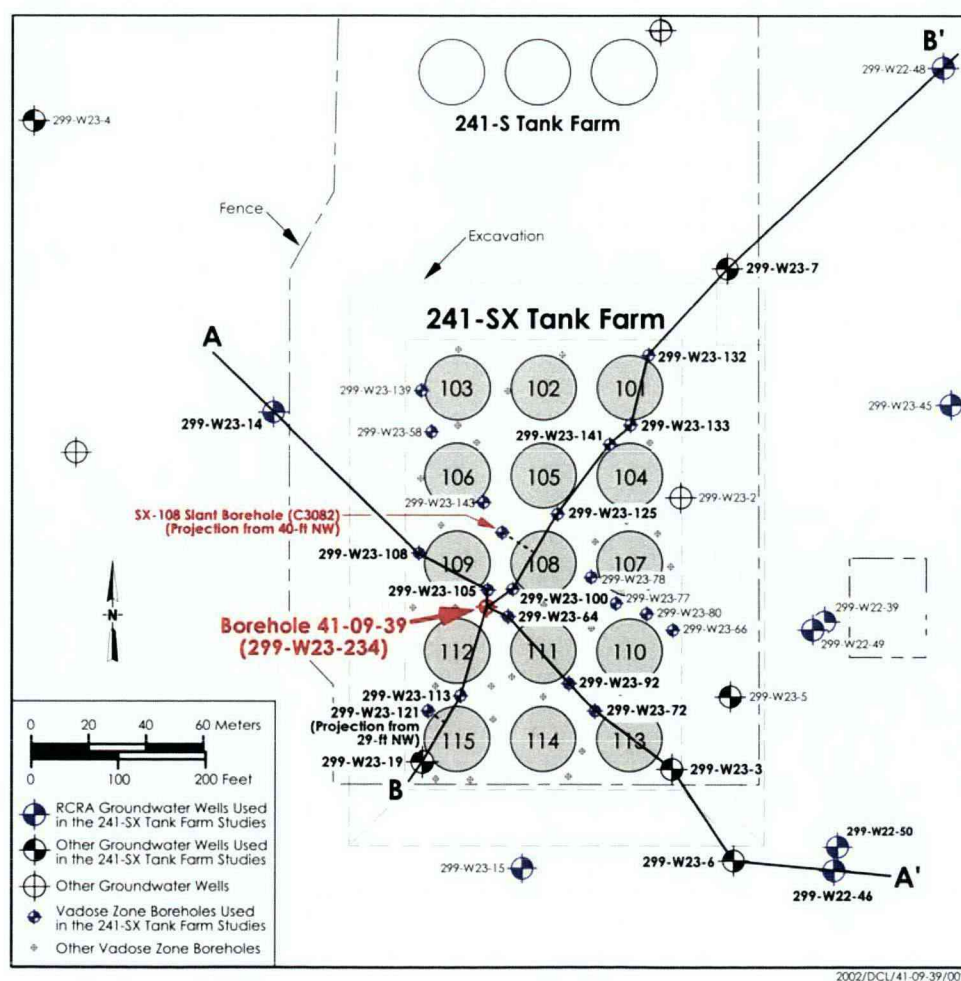 B'
299-W22-48
241-S Tank Farm
299-W23-4
Fence
Excavation
299-W23-7
241-SX Tank Farm
A
299-W23-132
103
102
101
299-W23-139
299-W22-45
299-W23-14
299-W23-58
299-W23-141
299-W23-133
106
105
104
299-W23-143
299-W23-2
SX-108 Slant Borehole (C3082)
(Projection from 40-ft NW)
299-W23-125
299-W23-108
109
108
107
299-W23-78
299-W23-105
299-W23-100
299-W23-77
299-W23-64
299-W23-80
299-W23-66
299-W22-39
299-W22-49
N
Borehole 41-09-39
(299-W23-234)
112
111
110
299-W23-92
299-W23-5
299-W23-113
299-W23-121
(Projection from
29-ft NW)
299-W23-72
115
114
113
299-W23-19
299-W23-3
B
299-W22-50
299-W23-15
299-W23-6
299-W22-46
A'
0 20 40 60 Meters
0 100 200 Feet
RCRA Groundwater Wells Used
in the 241-SX Tank Farm Studies
Other Groundwater Wells Used
in the 241-SX Tank Farm Studies
Other Groundwater Wells
Vadose Zone Boreholes Used
in the 241-SX Tank Farm Studies
Other Vadose Zone Boreholes